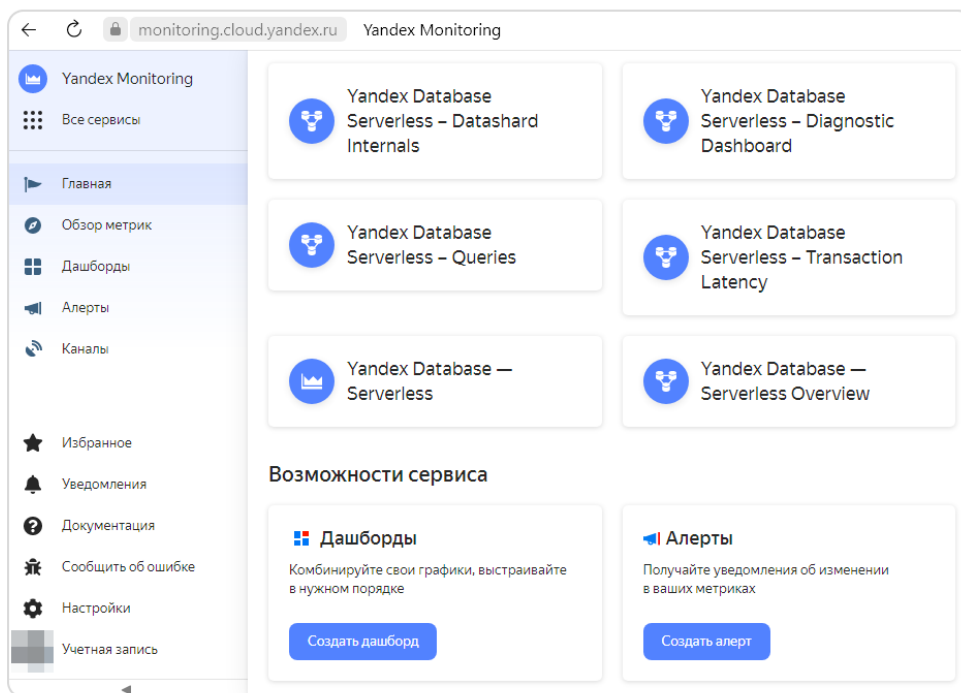 monitoring.cloud.yandex.ru Yandex Monitoring
Yandex Monitoring
Все сервисы
Главная
Обзор метрик
Дашборды
Алерты
Каналы
Избранное
Уведомления
Документация
Сообщить об ошибке
Настройки
Учетная запись
Yandex Database
Serverless – Datashard
Internals
Yandex Database
Serverless – Diagnostic
Dashboard
Yandex Database
Serverless – Queries
Yandex Database
Serverless – Transaction
Latency
Yandex Database —
Serverless
Yandex Database —
Serverless Overview
Возможности сервиса
Дашборды
Комбинируйте свои графики, выстраивайте
в нужном порядке
Создать дашборд
Алерты
Получайте уведомления об изменении
в ваших метриках
Создать алерт